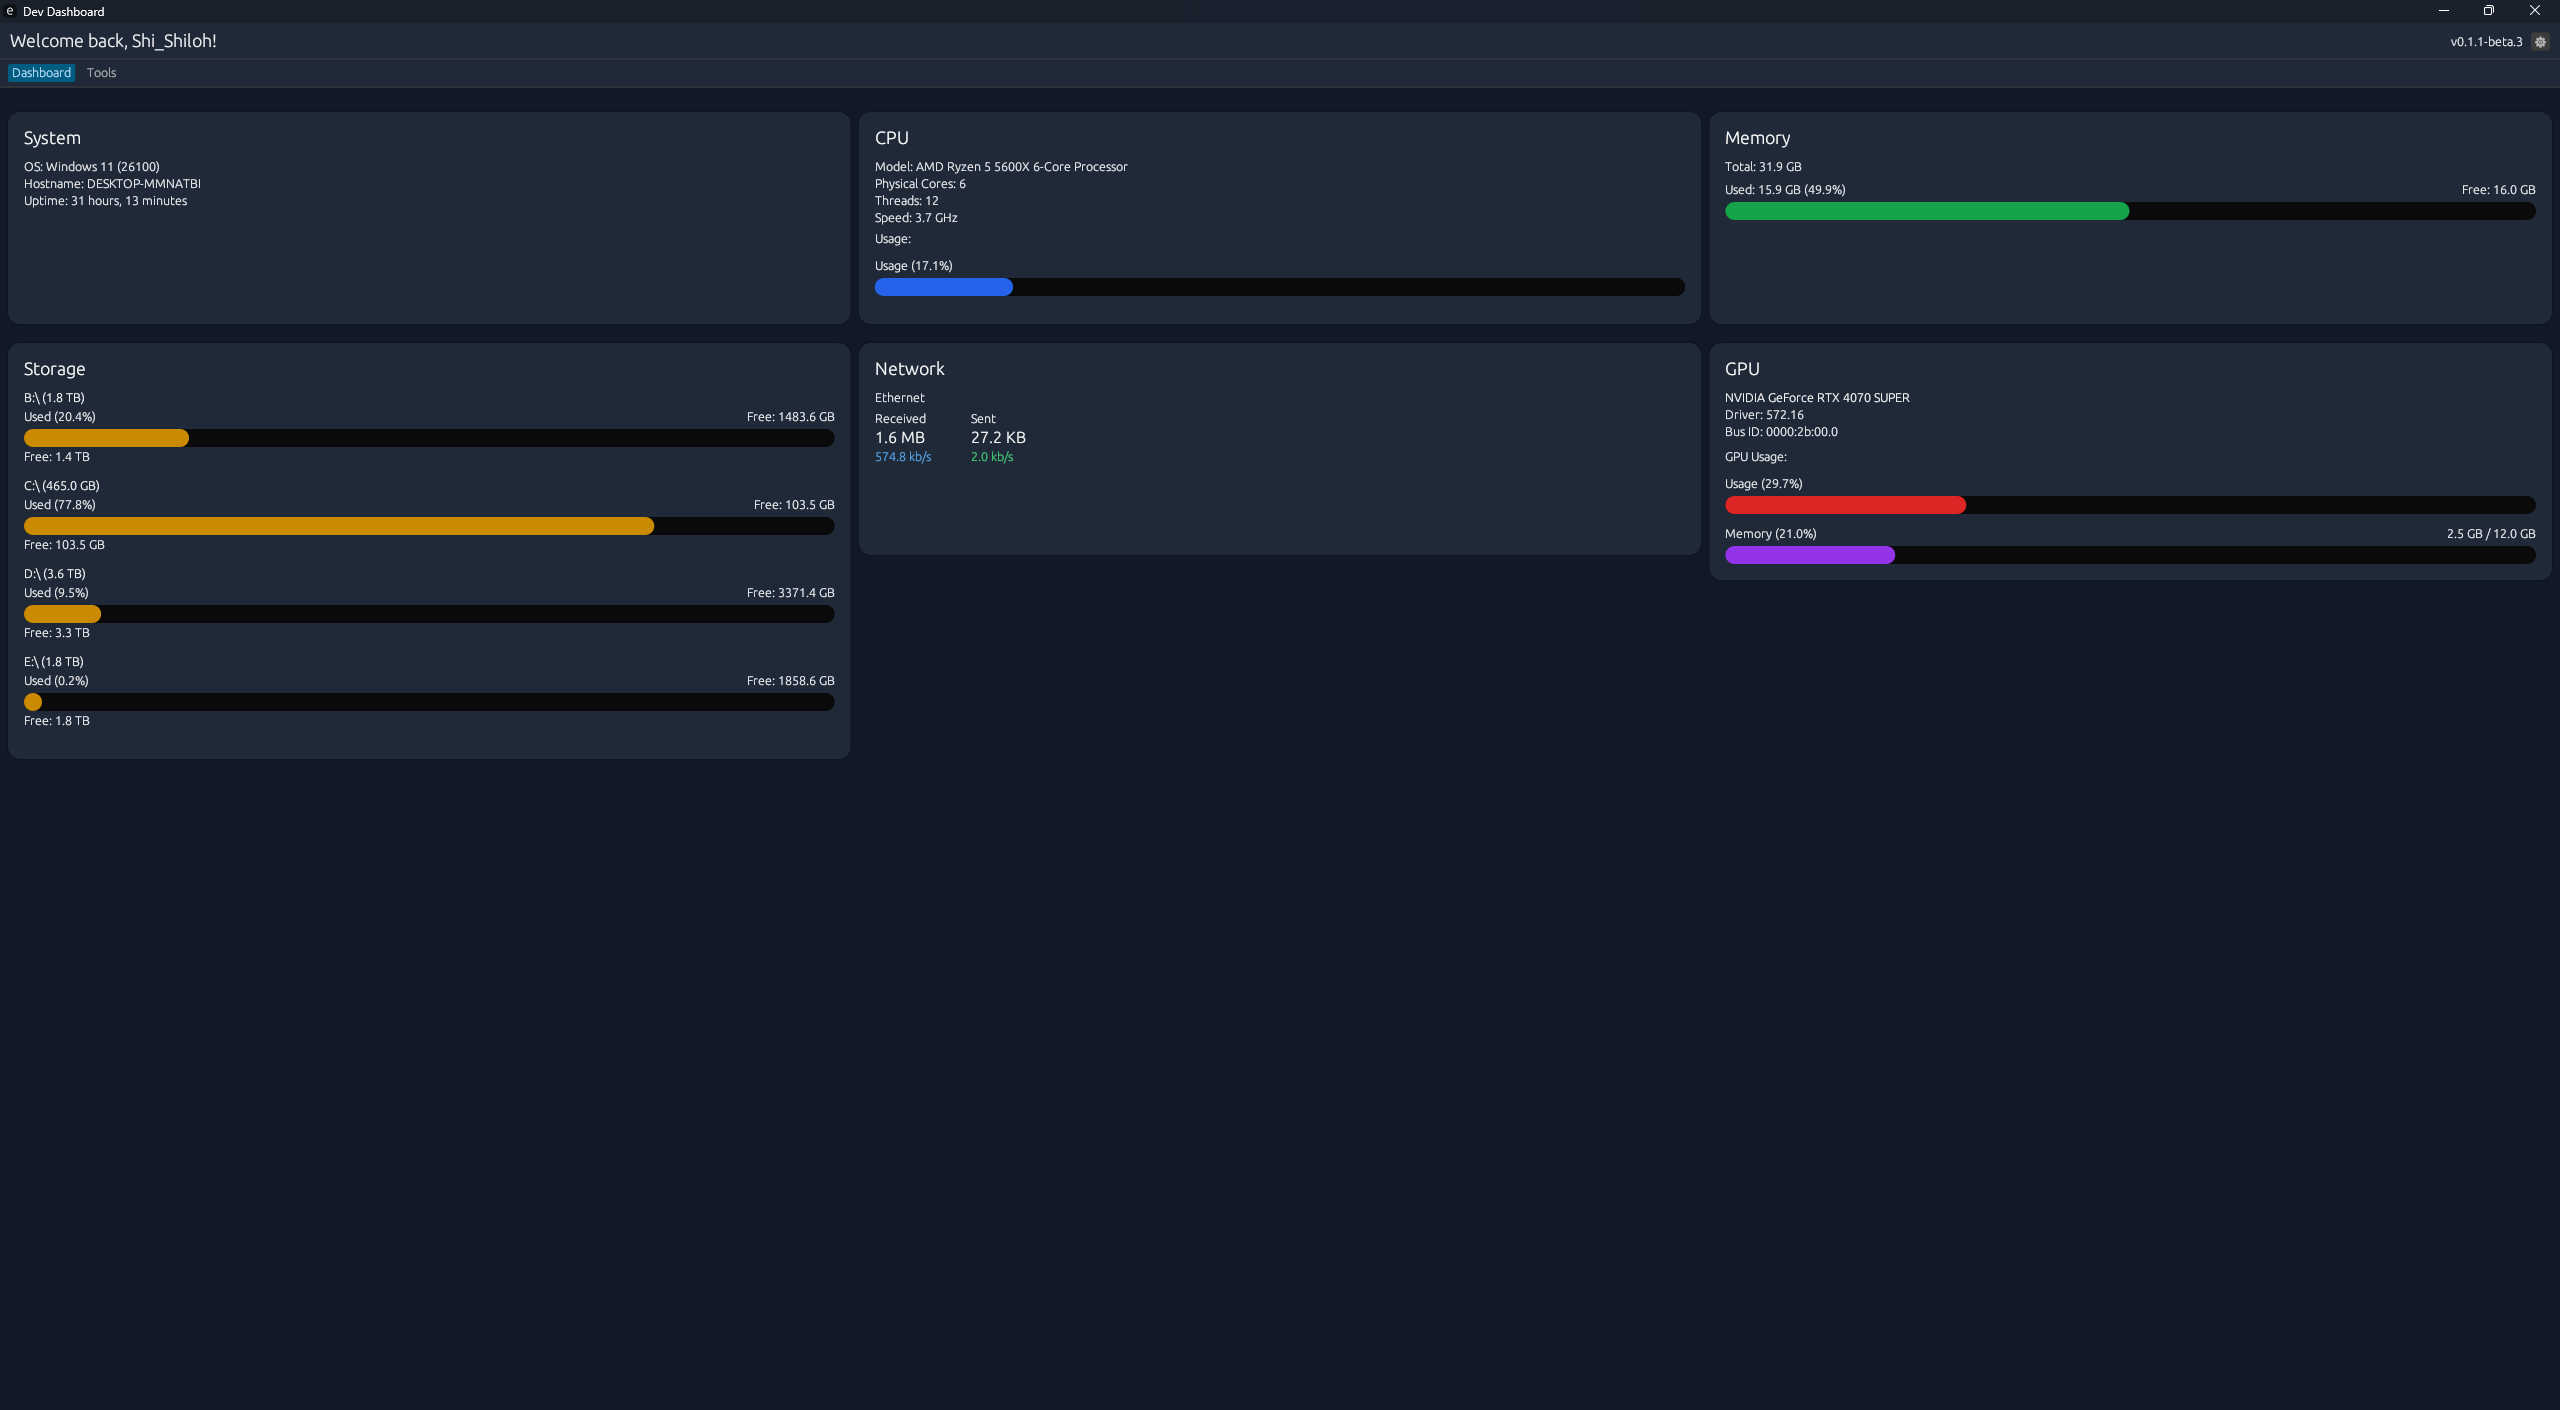 e Dev Dashboard
Welcome back, Shi_Shiloh!
v0.1.1-beta.3
Dashboard Tools
System
OS: Windows 11 (26100)
Hostname: DESKTOP-MMNATBI
Uptime: 31 hours, 13 minutes
CPU
Model: AMD Ryzen 5 5600X 6-Core Processor
Physical Cores: 6
Threads: 12
Speed: 3.7 GHz
Usage:
Usage (17.1%)
Memory
Total: 31.9 GB
Used: 15.9 GB (49.9%) Free: 16.0 GB
Storage
B:\ (1.8 TB)
Used (20.4%) Free: 1483.6 GB
Free: 1.4 TB
C:\ (465.0 GB)
Used (77.8%) Free: 103.5 GB
Free: 103.5 GB
D:\ (3.6 TB)
Used (9.5%) Free: 3371.4 GB
Free: 3.3 TB
E:\ (1.8 TB)
Used (0.2%) Free: 1858.6 GB
Free: 1.8 TB
Network
Ethernet
Received Sent
1.6 MB 27.2 KB
574.8 kb/s 2.0 kb/s
GPU
NVIDIA GeForce RTX 4070 SUPER
Driver: 572.16
Bus ID: 0000:2b:00.0
GPU Usage:
Usage (29.7%)
Memory (21.0%) 2.5 GB / 12.0 GB